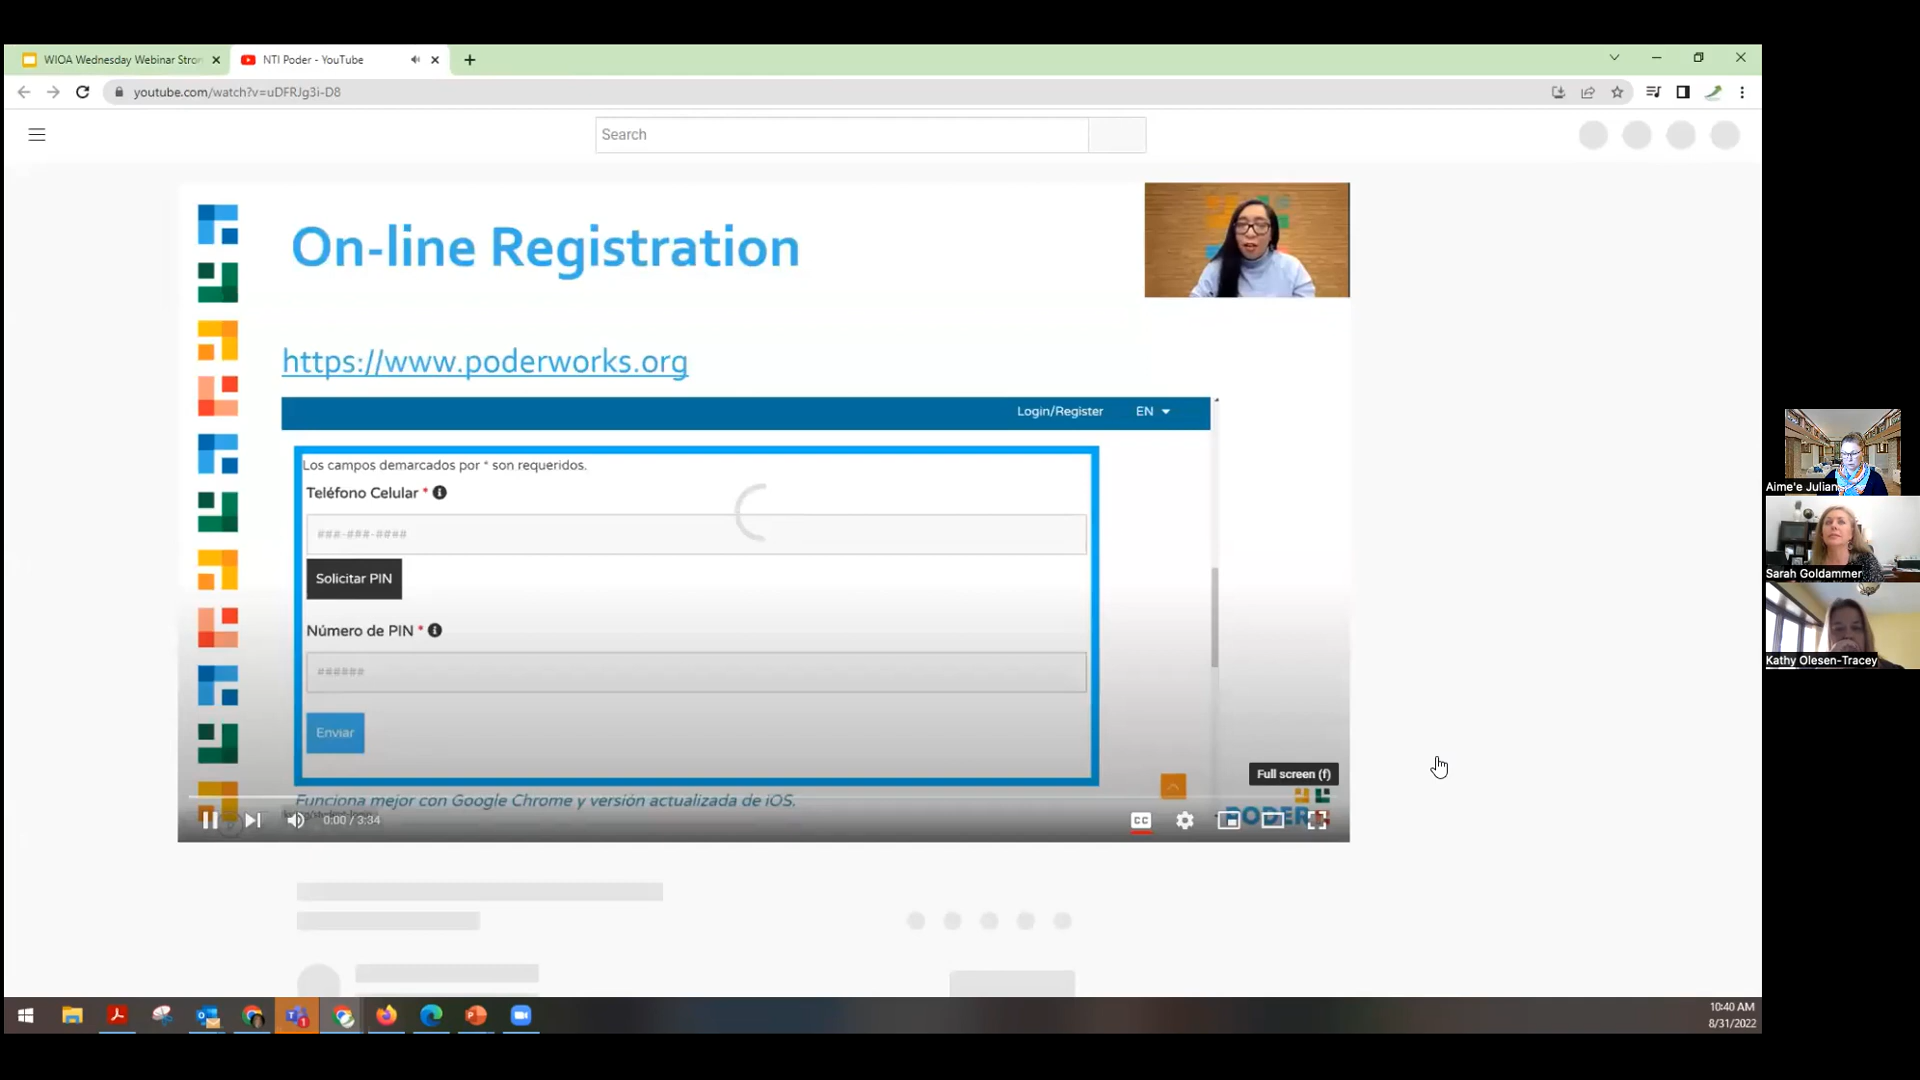 WIOA Wednesday Webinar Stron
NTI Poder - YouTube
youtube.com/watch?v=uDFRJg3i-D8
Search
On-line Registration
https://www.poderworks.org
Login/Register EN
Los campos demarcados por * son requeridos.
Teléfono Celular *
###-###-####
Solicitar PIN
Número de PIN *
######
Enviar
Full screen (f)
Funciona mejor con Google Chrome y versión actualizada de iOS.
PODER
0:00 / 3:34
CC
Aime'e Julian
Sarah Goldammer
Kathy Olesen-Tracey
10:40 AM
8/31/2022